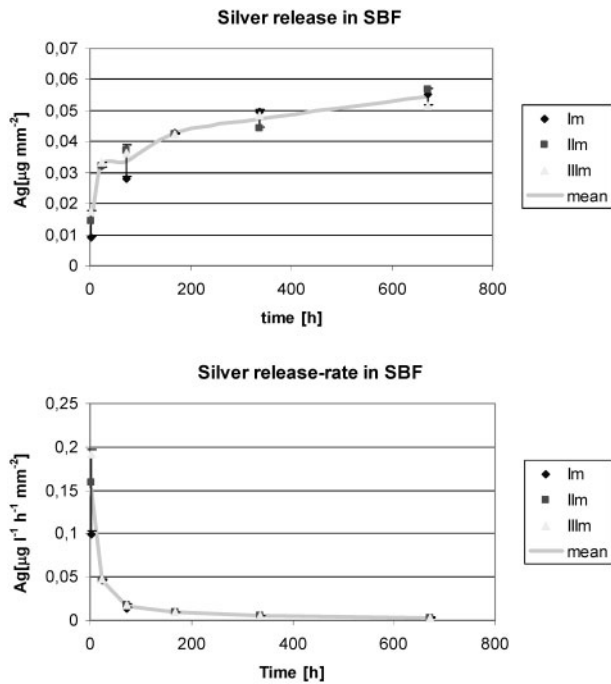 Silver release in SBF
0,07
0,06
0,05
0,04
0,03
0,02
0,01
0
Ag[µg mm⁻²]
0 200 400 600 800
time [h]
Im
IIm
IIIm
mean
Silver release-rate in SBF
0,25
0,2
0,15
0,1
0,05
0
Ag[µg l⁻¹ h⁻¹ mm⁻²]
0 200 400 600 800
Time [h]
Im
IIm
IIIm
mean